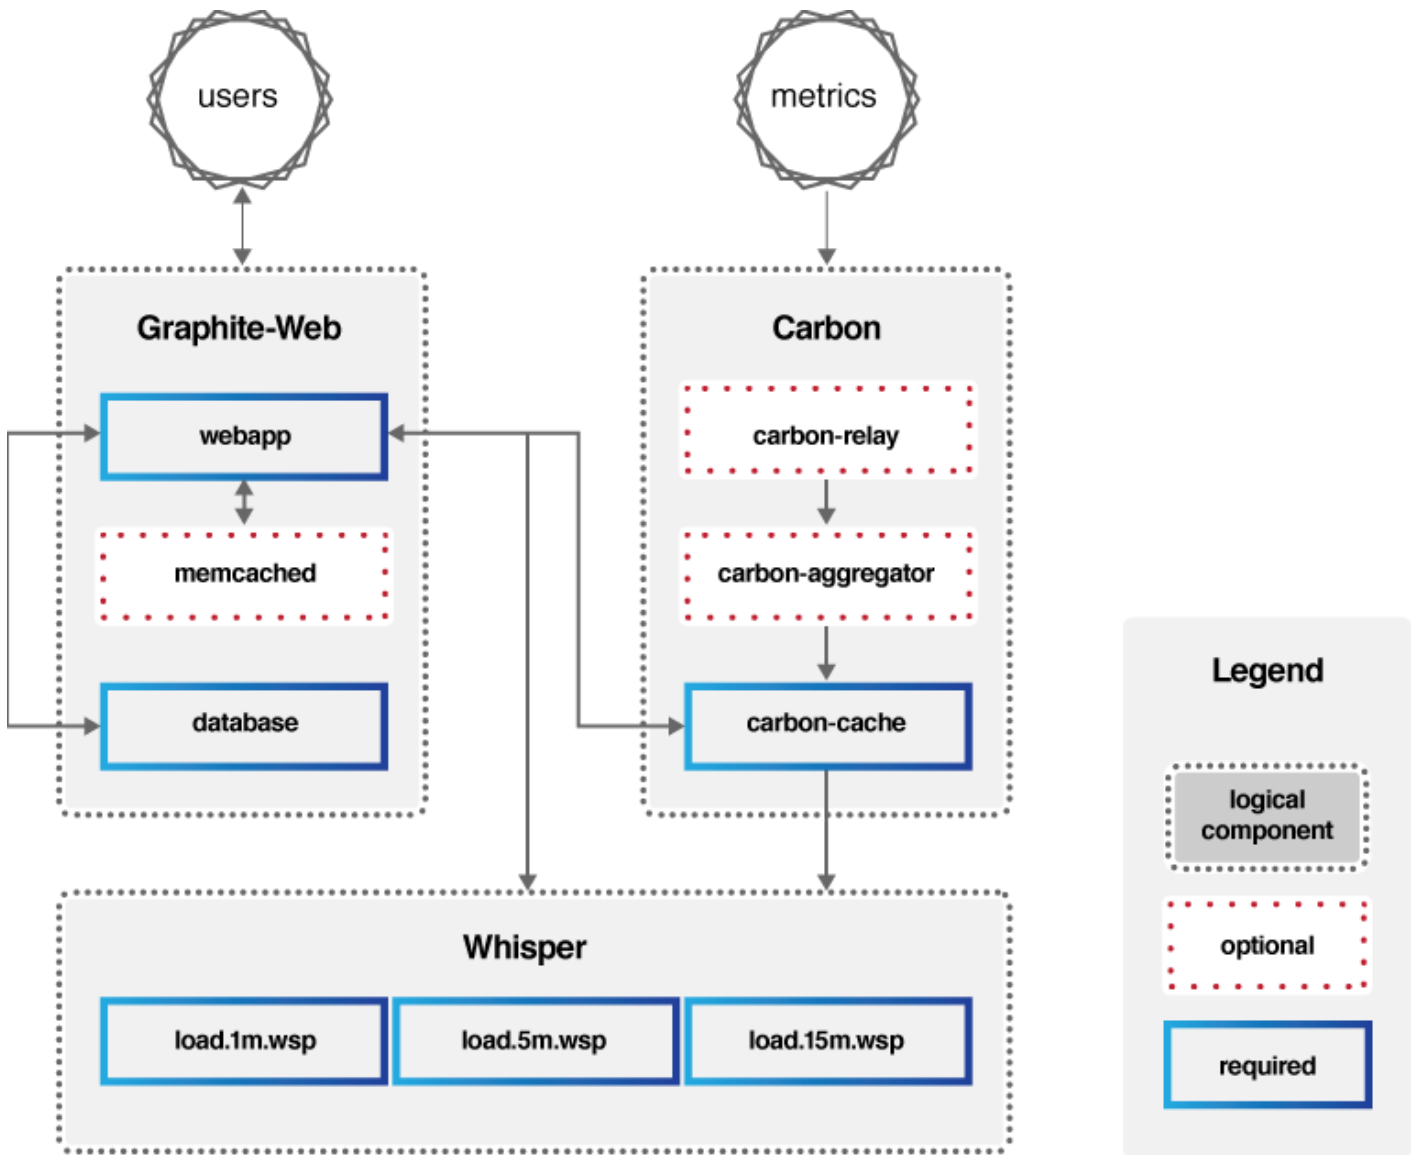 users
metrics
Graphite-Web
webapp
memcached
database
Carbon
carbon-relay
carbon-aggregator
carbon-cache
Whisper
load.1m.wsp
load.5m.wsp
load.15m.wsp
Legend
logical
component
optional
required